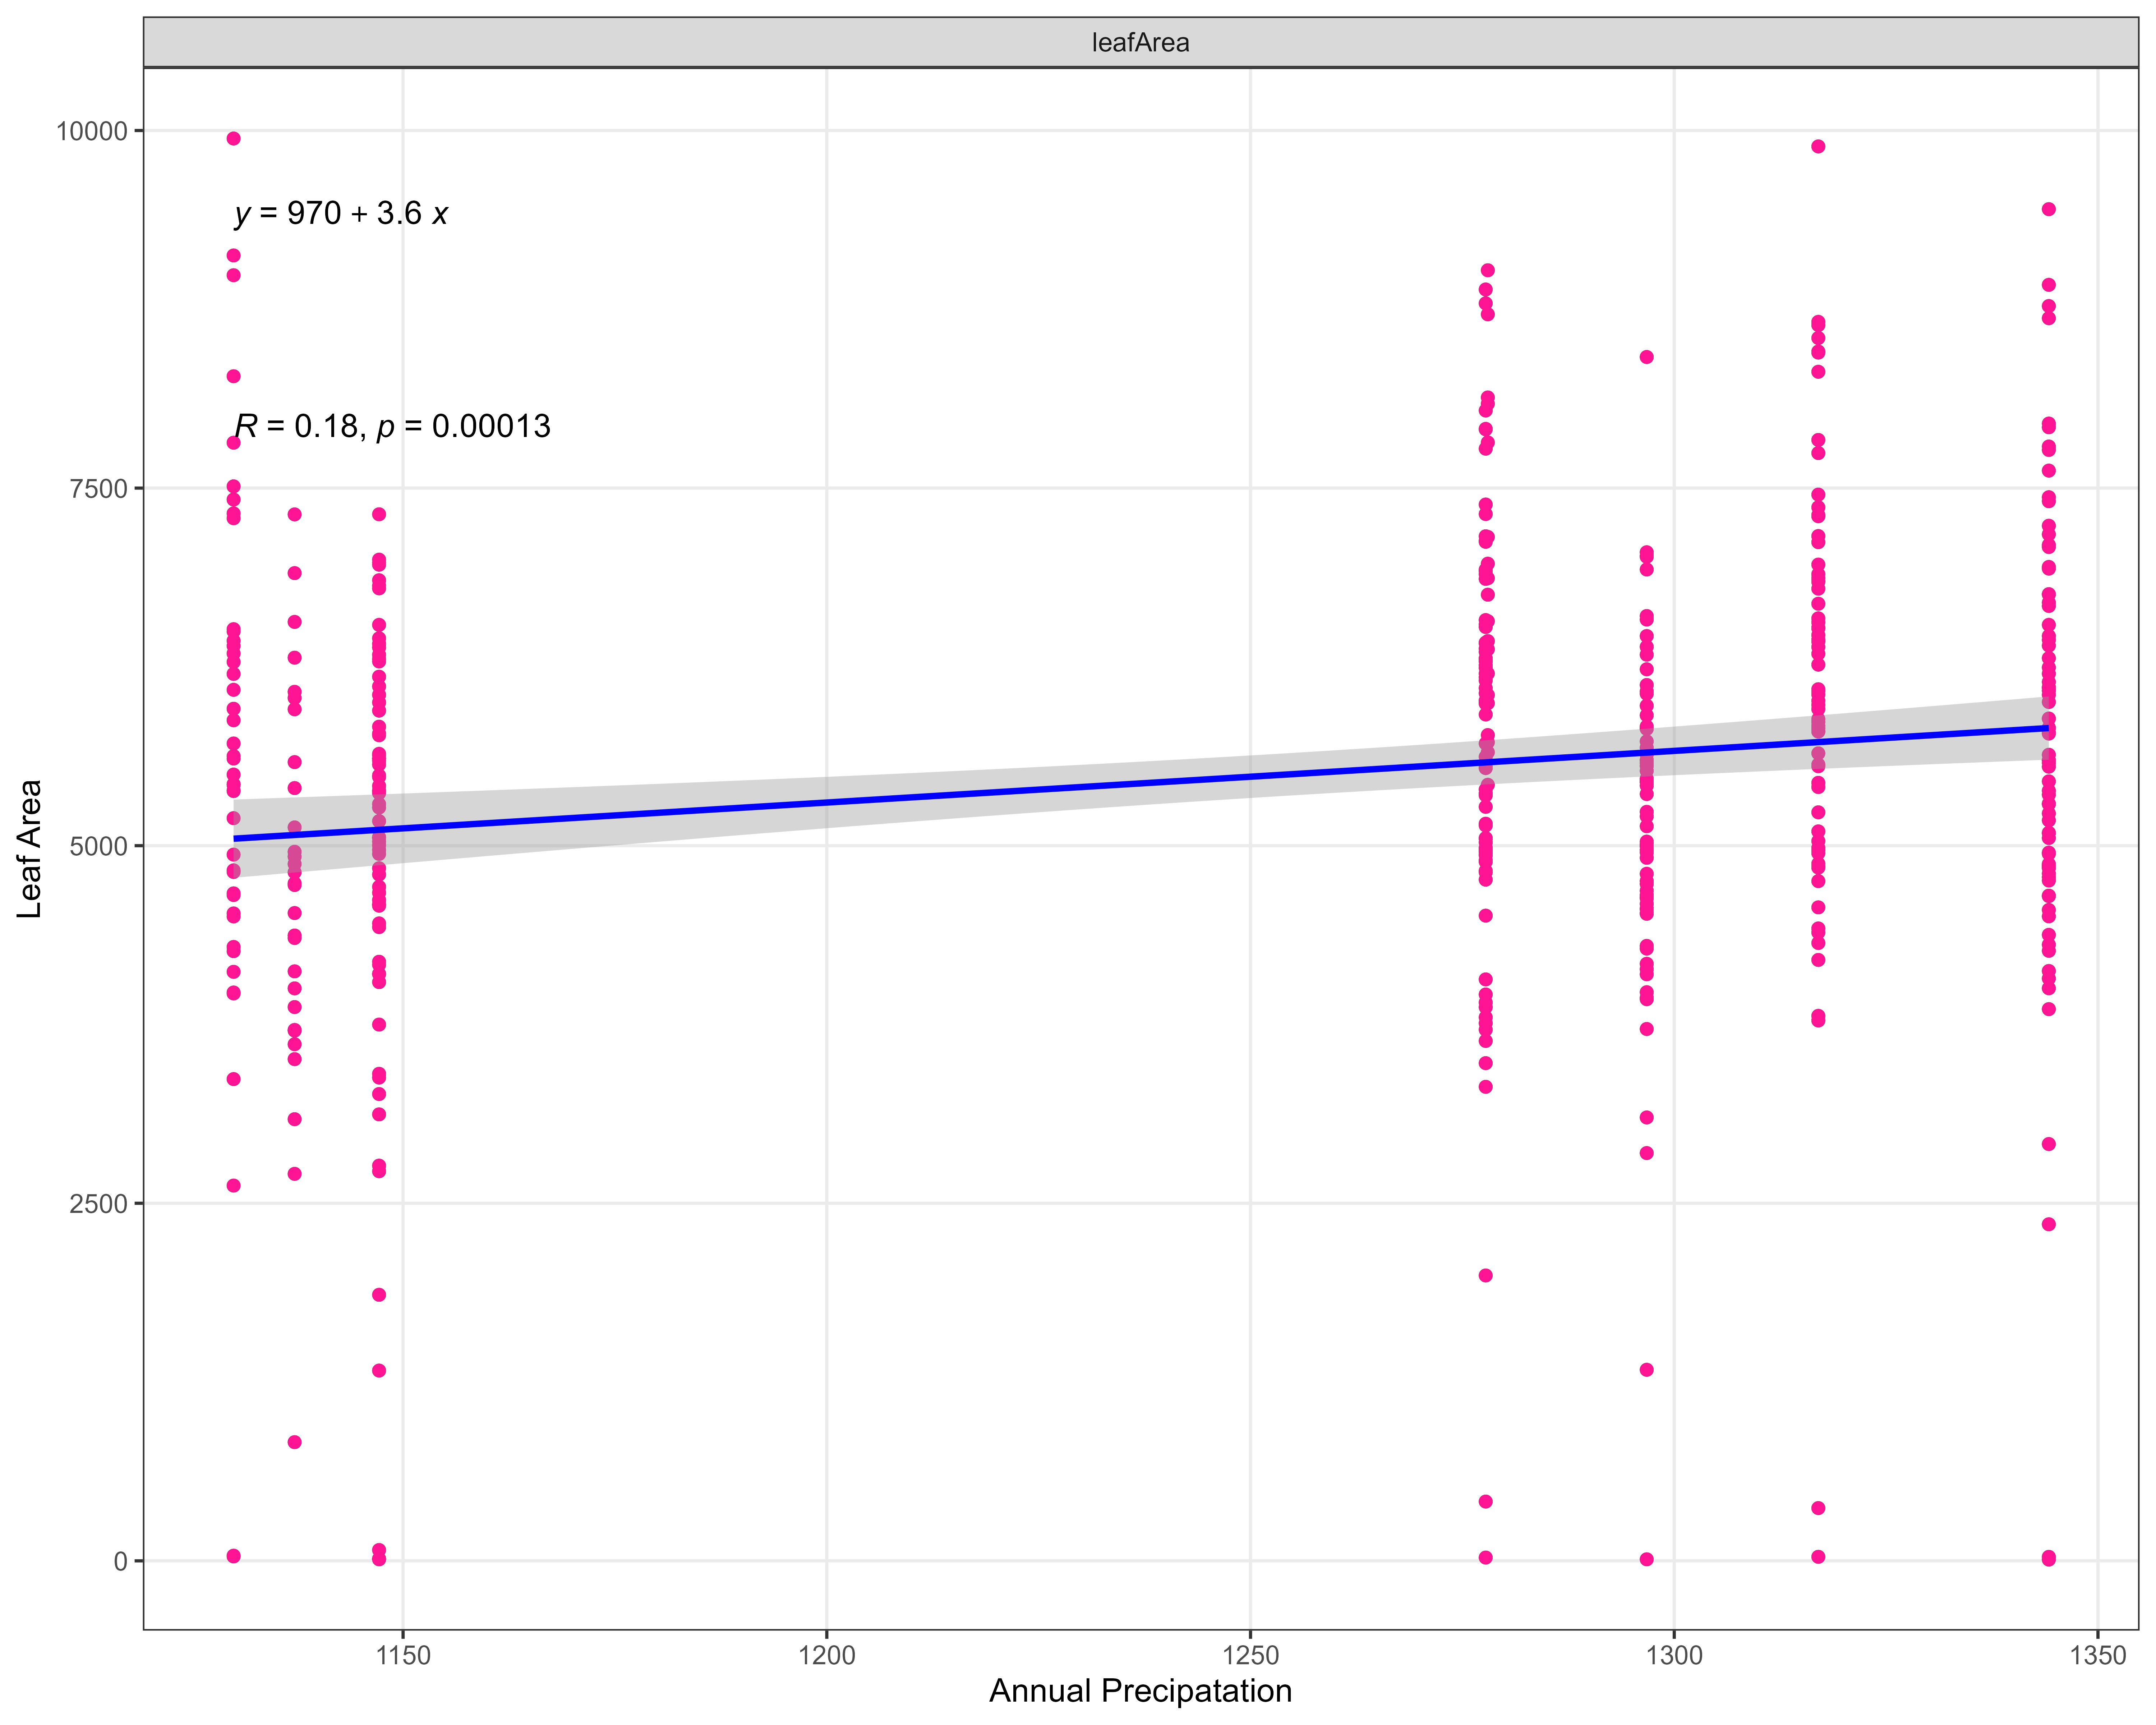 leafArea
10000
y = 970 + 3.6 x
R = 0.18, p = 0.00013
7500
5000
2500
0
Leaf Area
1150 1200 1250 1300 1350
Annual Precipatation